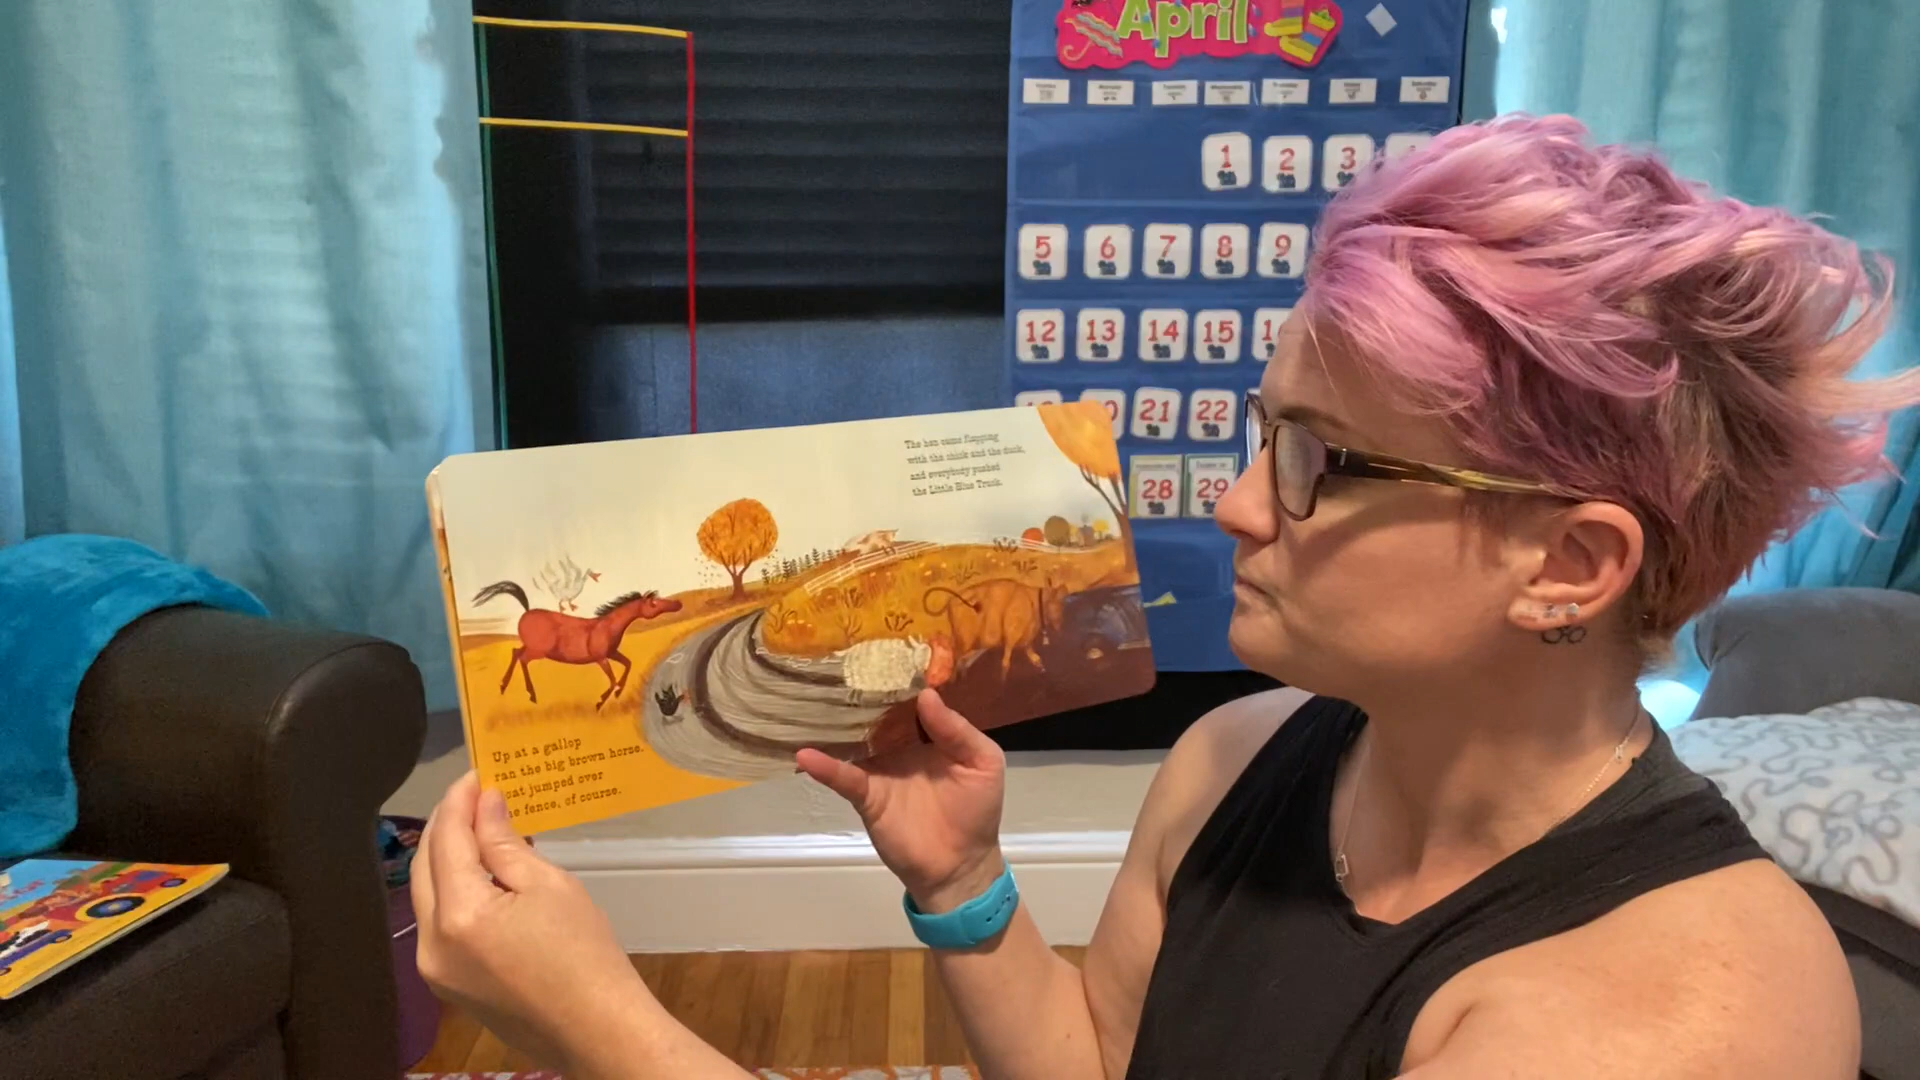 April
1 2 3
5 6 7 8 9
12 13 14 15
21 22
28 29
The hen came flapping
with the chick and the duck,
and everybody pushed
the Little Blue Truck.
Up at a gallop
ran the big brown horse.
cat jumped over
fence, of course.